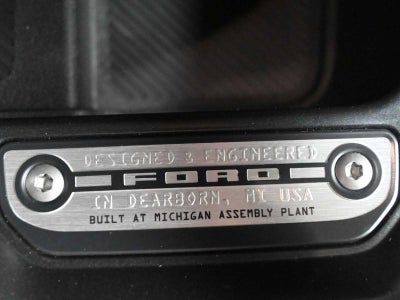 DESIGNED & ENGINEERED
FORD
IN DEARBORN, MI USA
BUILT AT MICHIGAN ASSEMBLY PLANT